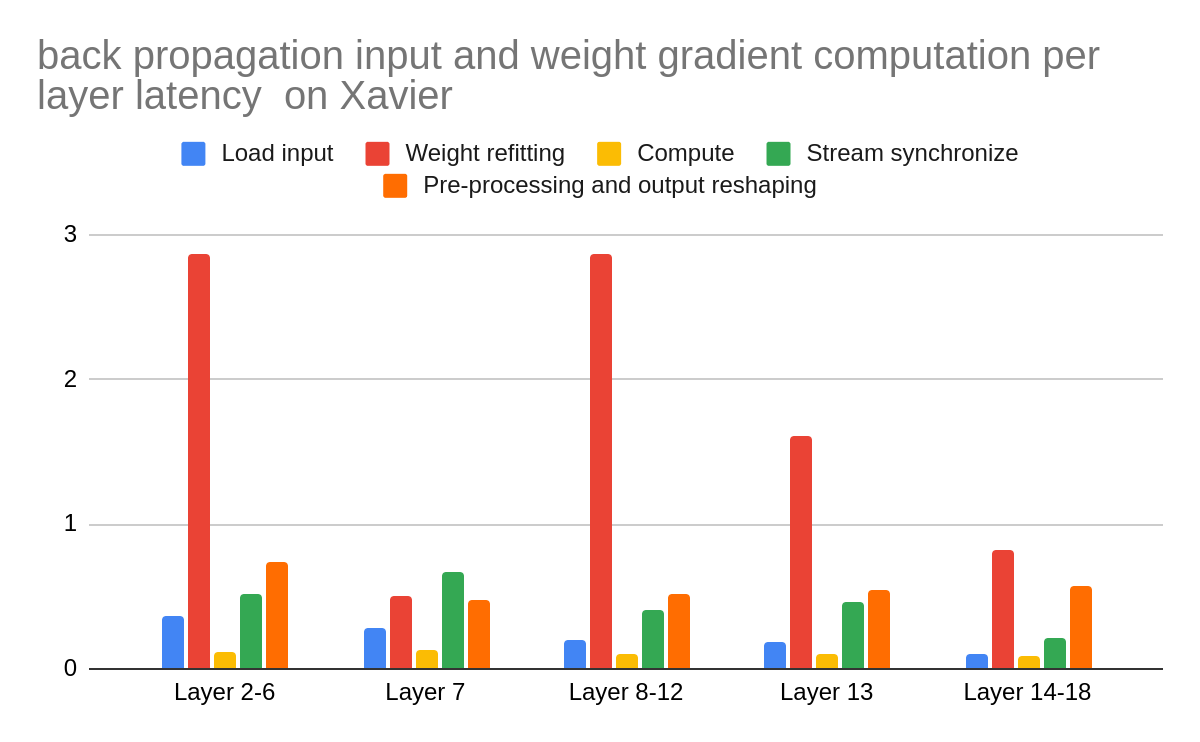 back propagation input and weight gradient computation per
layer latency  on Xavier
Load input Weight refitting Compute Stream synchronize
Pre-processing and output reshaping
3
2
1
0
Layer 2-6 Layer 7 Layer 8-12 Layer 13 Layer 14-18